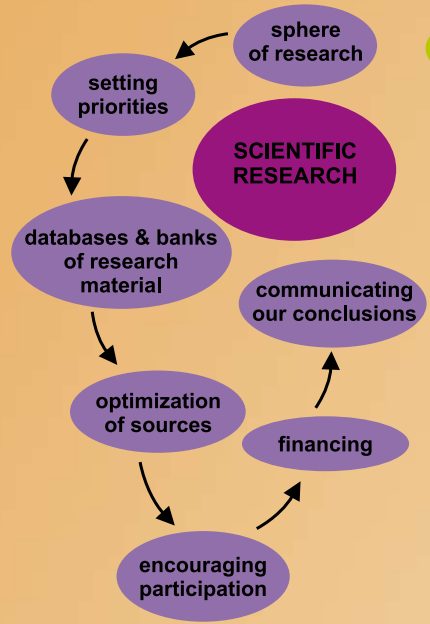 sphere
of research
setting
priorities
SCIENTIFIC
RESEARCH
databases & banks
of research
material
communicating
our conclusions
optimization
of sources
financing
encouraging
participation